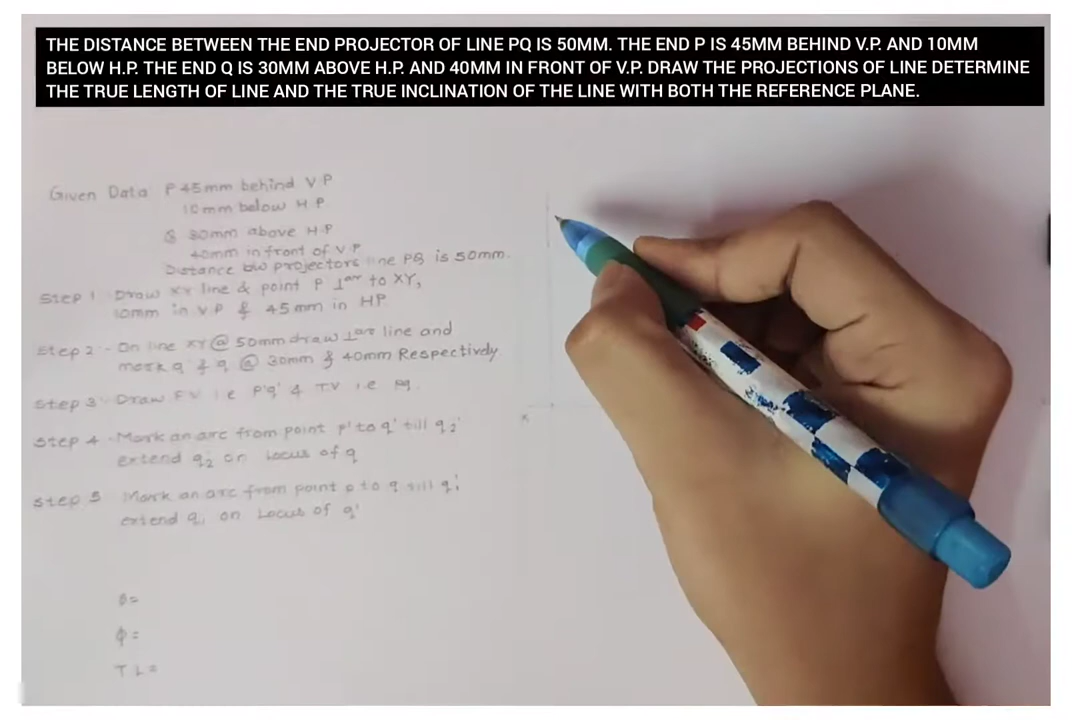 THE DISTANCE BETWEEN THE END PROJECTOR OF LINE PQ IS 50MM. THE END P IS 45MM BEHIND V.P. AND 10MM
BELOW H.P. THE END Q IS 30MM ABOVE H.P. AND 40MM IN FRONT OF V.P. DRAW THE PROJECTIONS OF LINE DETERMINE
THE TRUE LENGTH OF LINE AND THE TRUE INCLINATION OF THE LINE WITH BOTH THE REFERENCE PLANE.
Given Data P 45mm behind V P
10mm below H P
Q 30mm above H.P
40mm in front of V.P
Distance b/w projectors line PQ is 50mm.
Step 1 Draw XY line & point P ⊥ar to XY,
10mm in V.P & 45mm in HP
Step 2 - On line XY @ 50mm draw ⊥ar line and
mark q' & q @ 30mm & 40mm Respectively
Step 3 Draw FV i.e p'q' & TV i.e pq.
Step 4 - Mark an arc from point p' to q' till q2'
extend q2' on Locus of q
Step 5 Mark an arc from point p to q till q1
extend q1 on Locus of q'
X
θ=
φ=
TL=